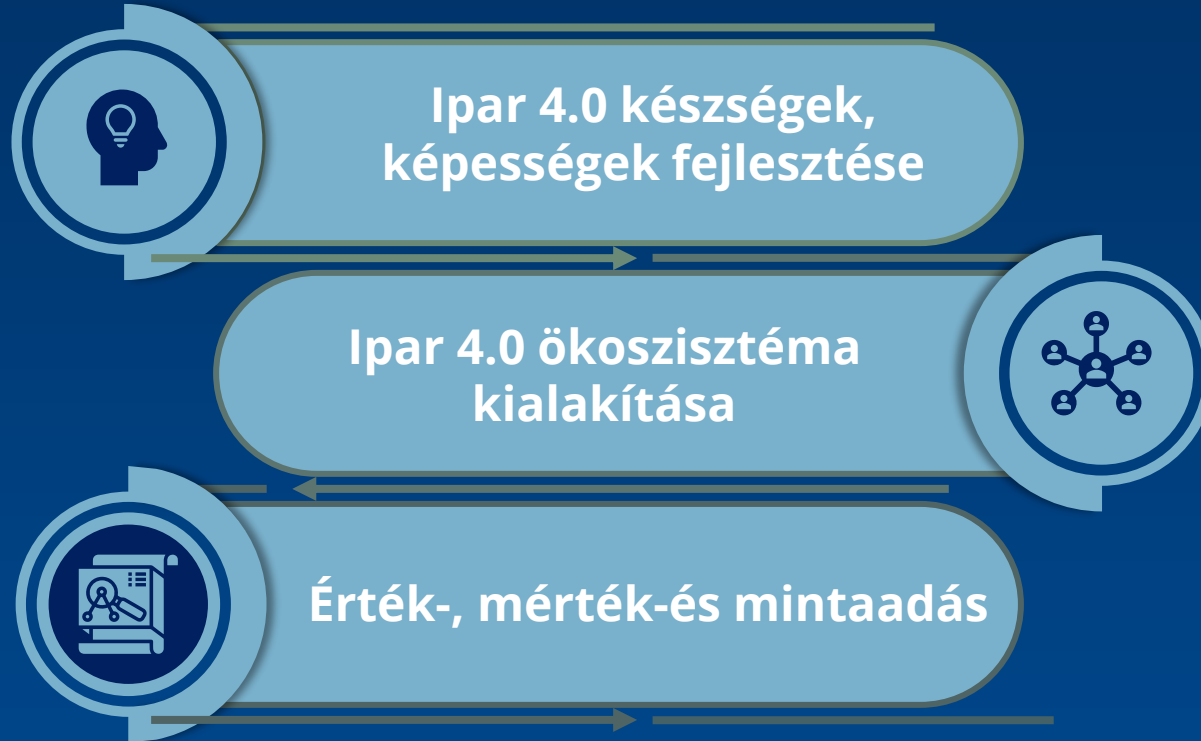 Ipar 4.0 készségek,
képességek fejlesztése
Ipar 4.0 ökoszisztéma
kialakítása
Érték-, mérték-és mintaadás